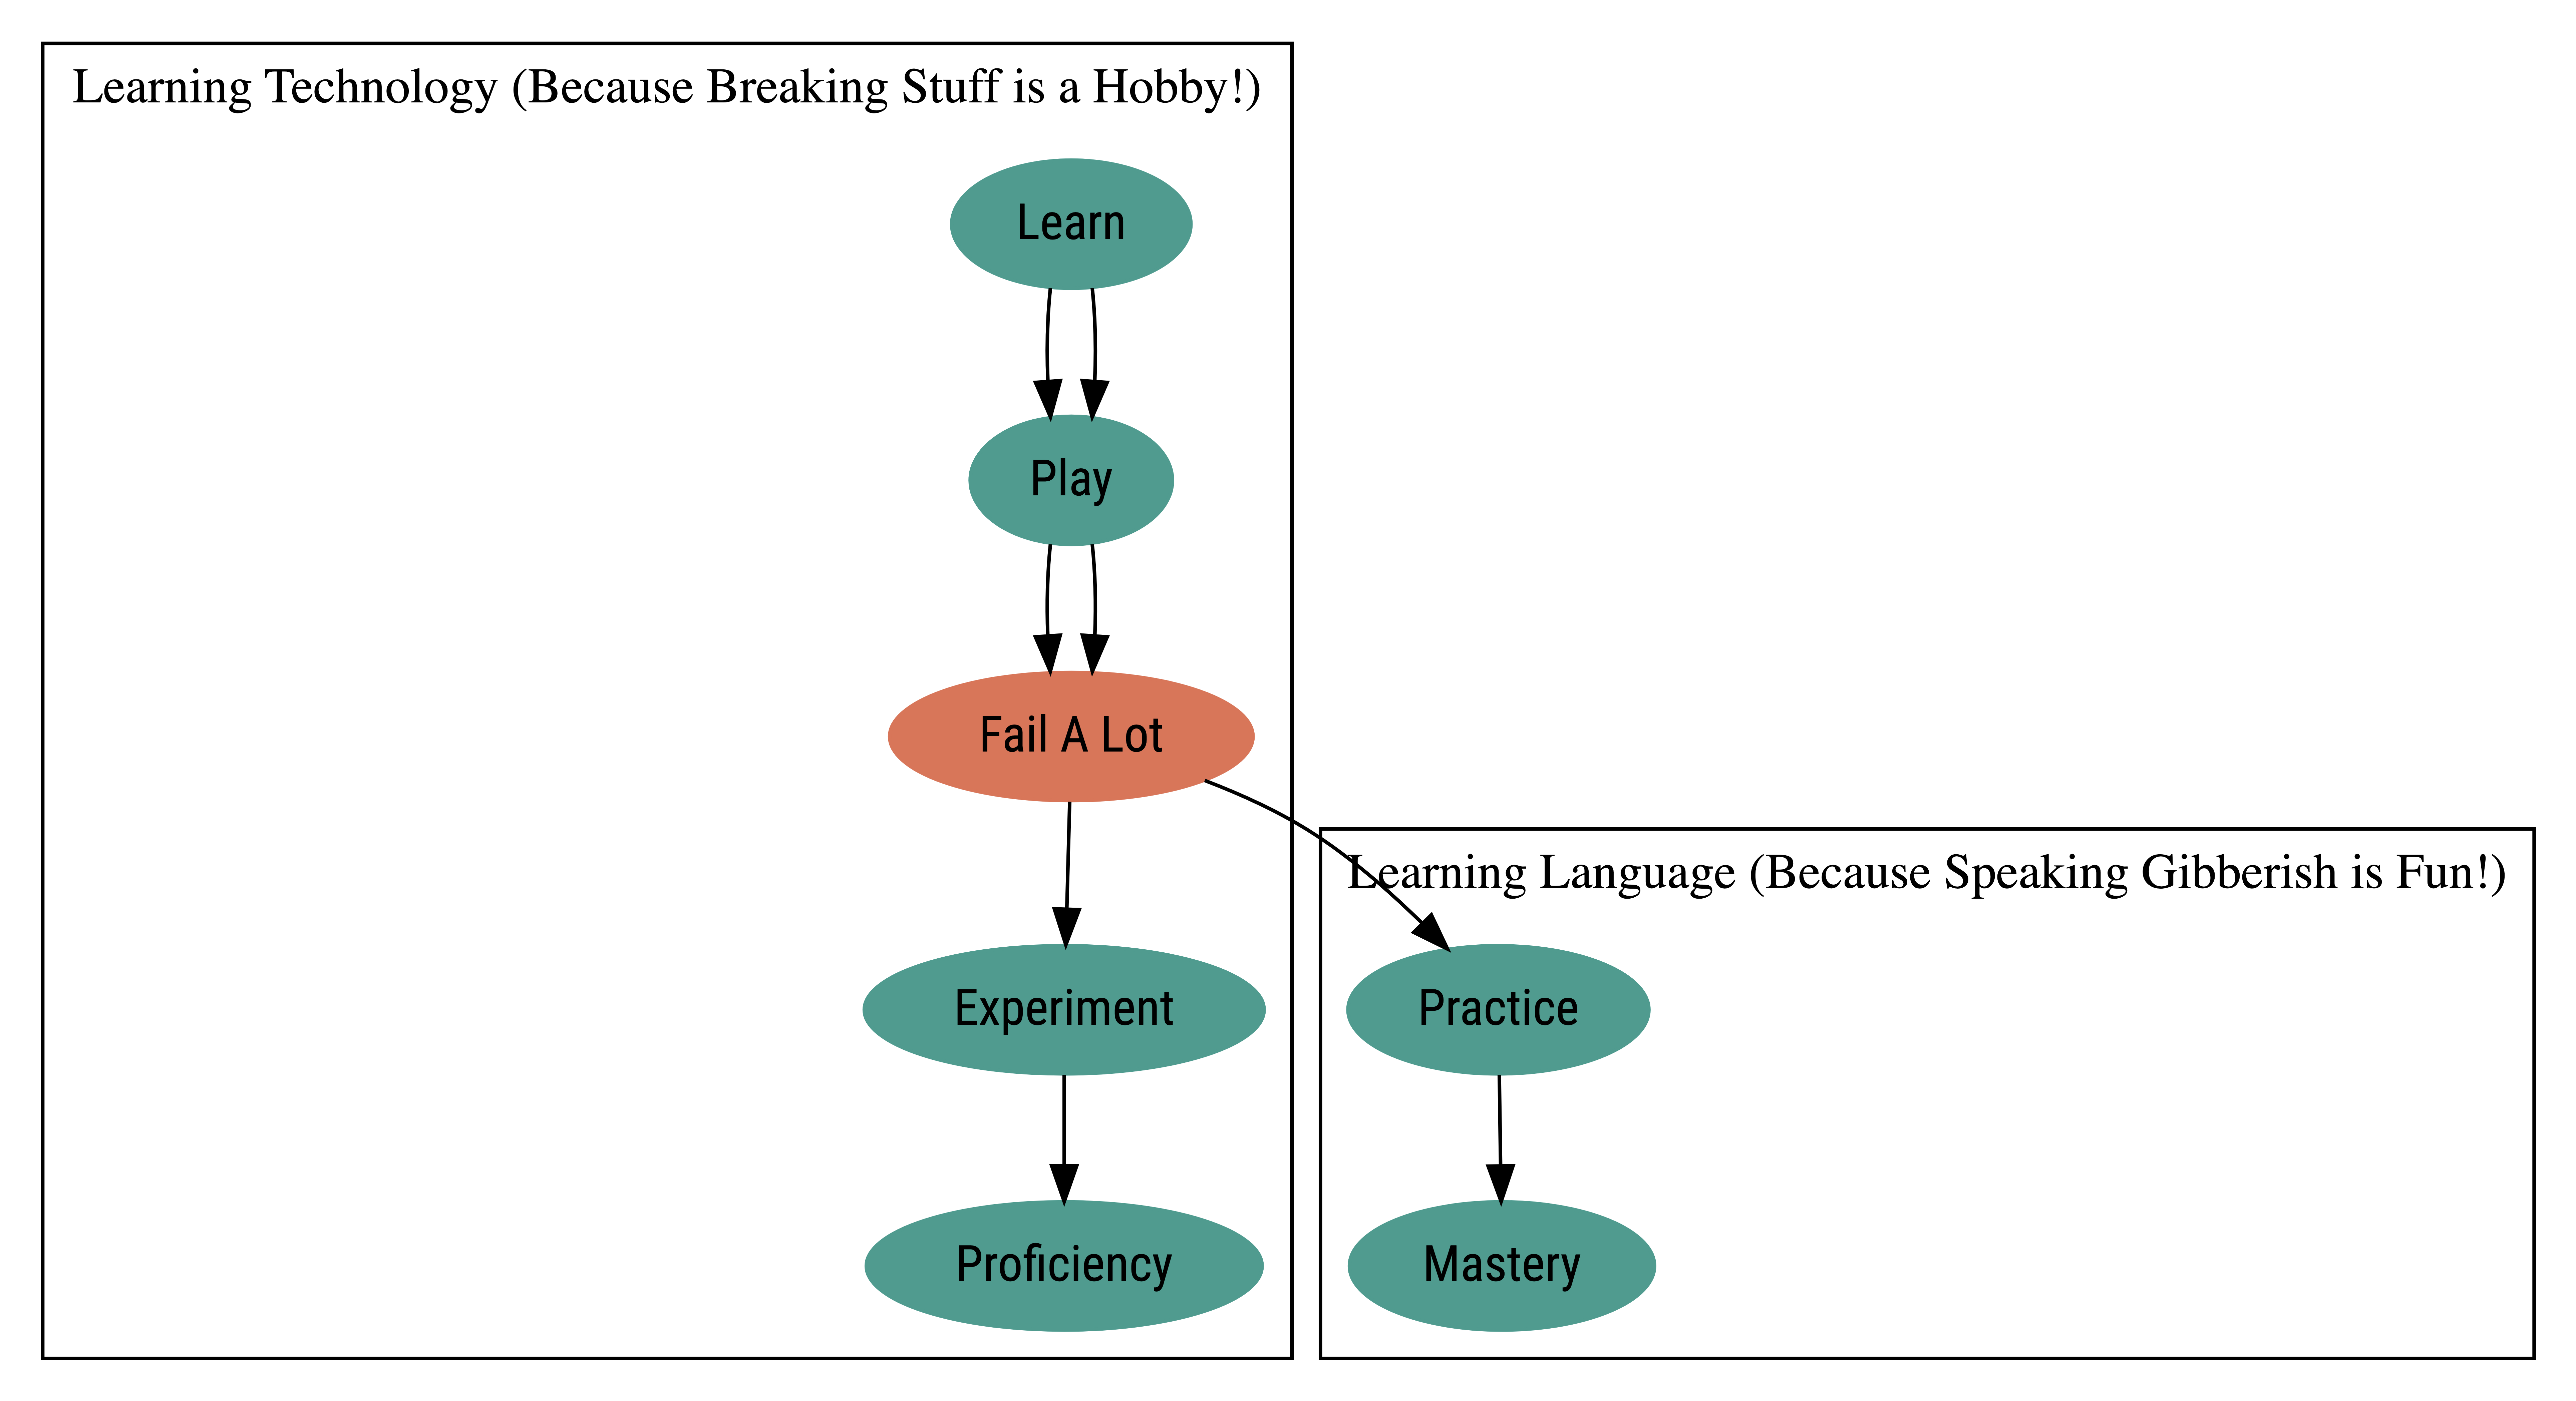 Learning Technology (Because Breaking Stuff is a Hobby!)
Learn
Play
Fail A Lot
Experiment
Proficiency
Learning Language (Because Speaking Gibberish is Fun!)
Practice
Mastery